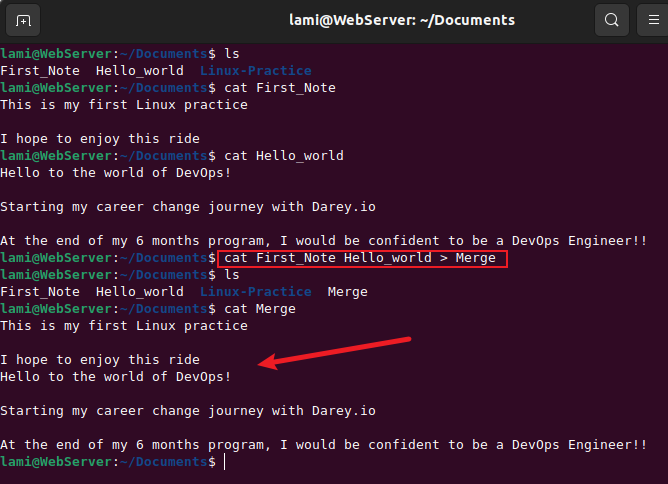 lami@WebServer: ~/Documents
lami@WebServer:~/Documents$ ls
First_Note  Hello_world  Linux-Practice
lami@WebServer:~/Documents$ cat First_Note
This is my first Linux practice

I hope to enjoy this ride
lami@WebServer:~/Documents$ cat Hello_world
Hello to the world of DevOps!

Starting my career change journey with Darey.io

At the end of my 6 months program, I would be confident to be a DevOps Engineer!!
lami@WebServer:~/Documents$ cat First_Note Hello_world > Merge
lami@WebServer:~/Documents$ ls
First_Note  Hello_world  Linux-Practice  Merge
lami@WebServer:~/Documents$ cat Merge
This is my first Linux practice

I hope to enjoy this ride
Hello to the world of DevOps!

Starting my career change journey with Darey.io

At the end of my 6 months program, I would be confident to be a DevOps Engineer!!
lami@WebServer:~/Documents$